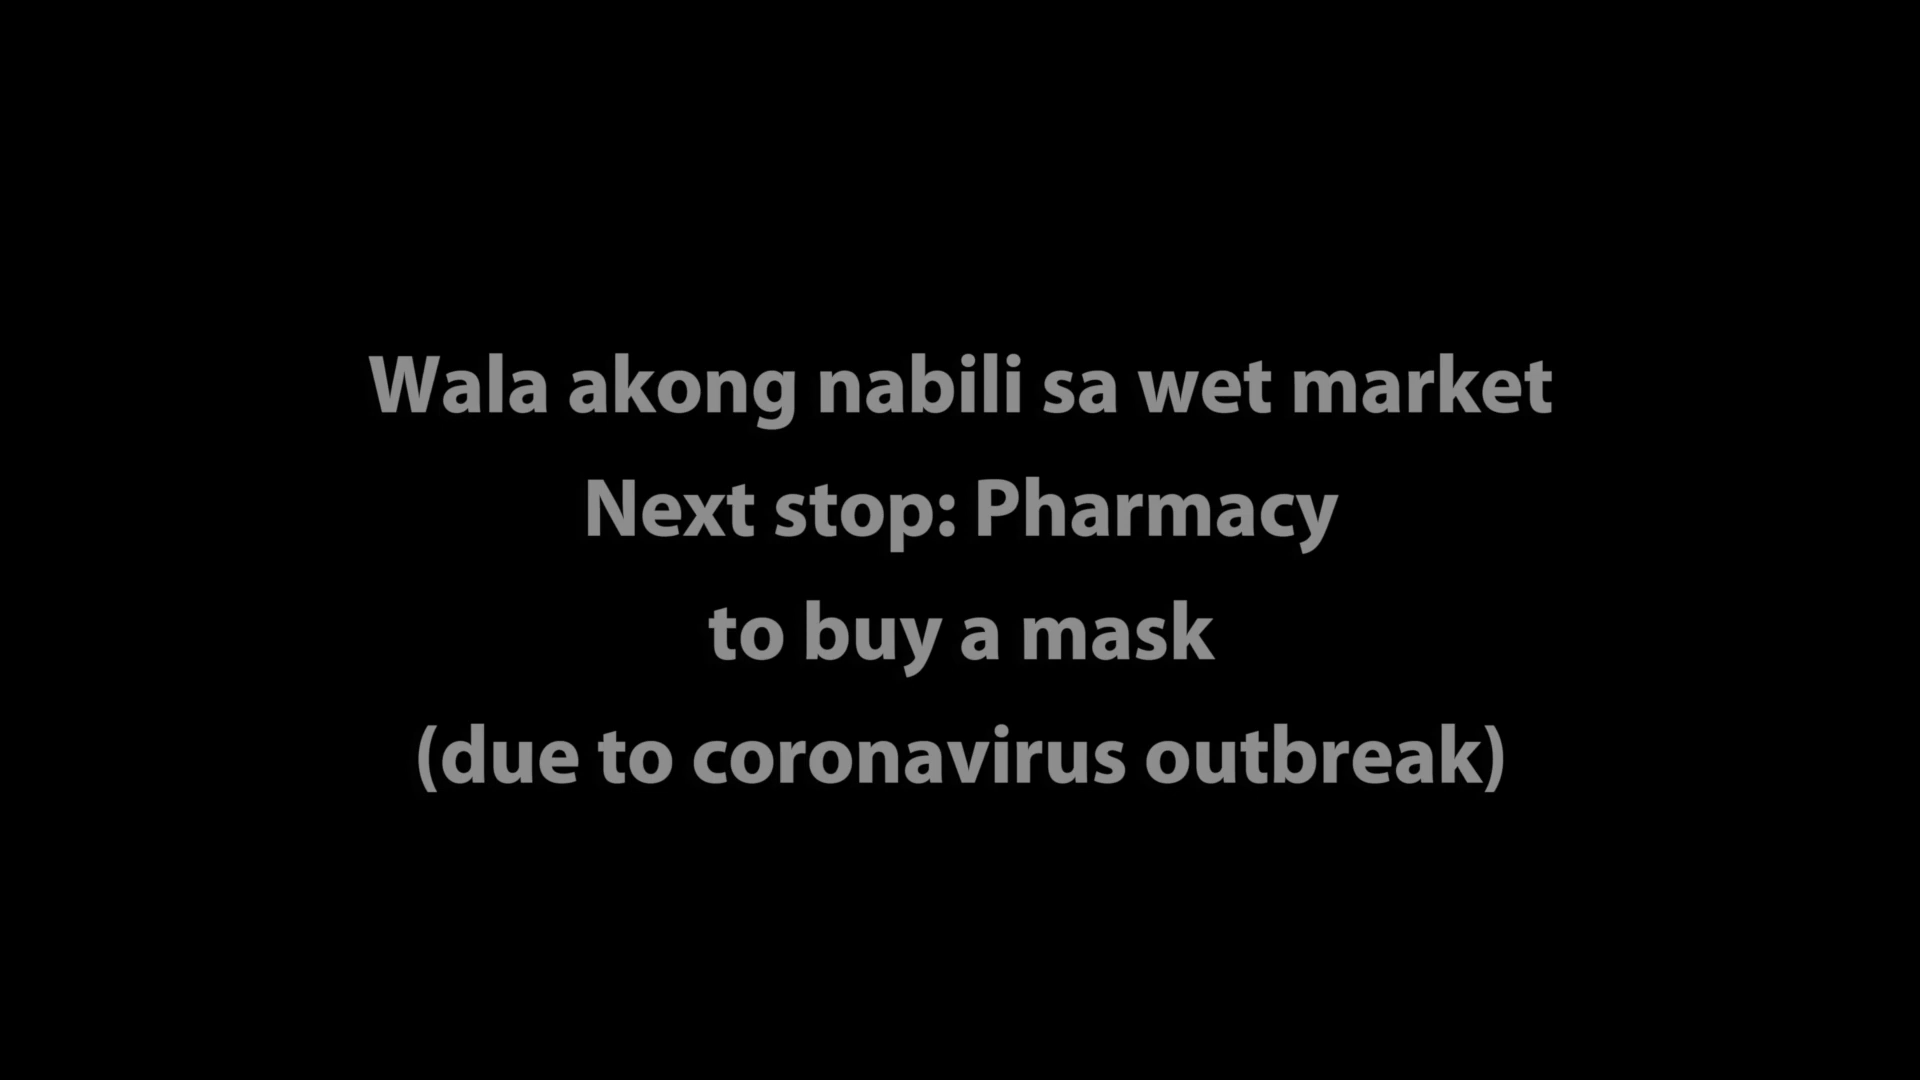 Wala akong nabili sa wet market
Next stop: Pharmacy
to buy a mask
(due to coronavirus outbreak)